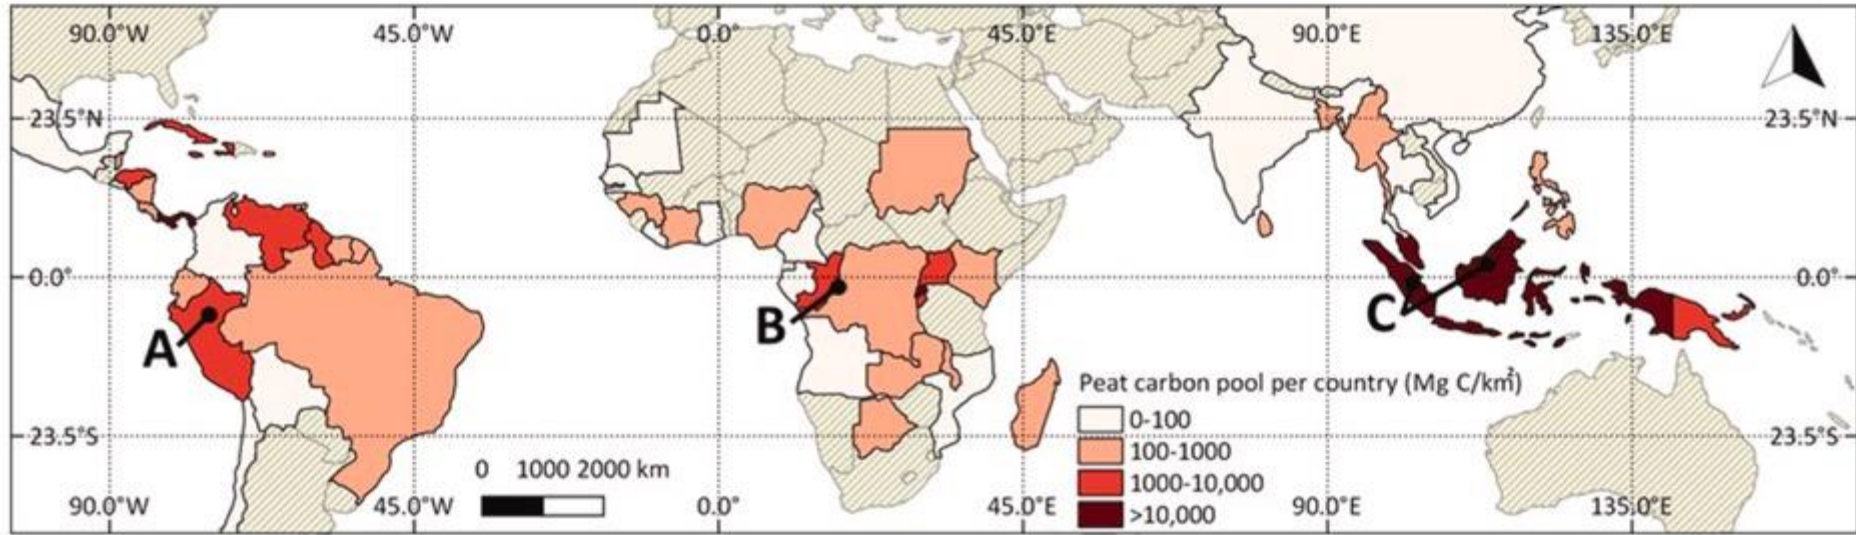 90.0°W 45.0°W 0.0° 45.0°E 90.0°E 135.0°E
23.5°N 23.5°N
0.0° 0.0°
A B C
Peat carbon pool per country (Mg C/km²)
0-100
23.5°S 23.5°S
100-1000
0 1000 2000 km
1000-10,000
90.0°W 45.0°W 0.0° 45.0°E 90.0°E 135.0°E
>10,000